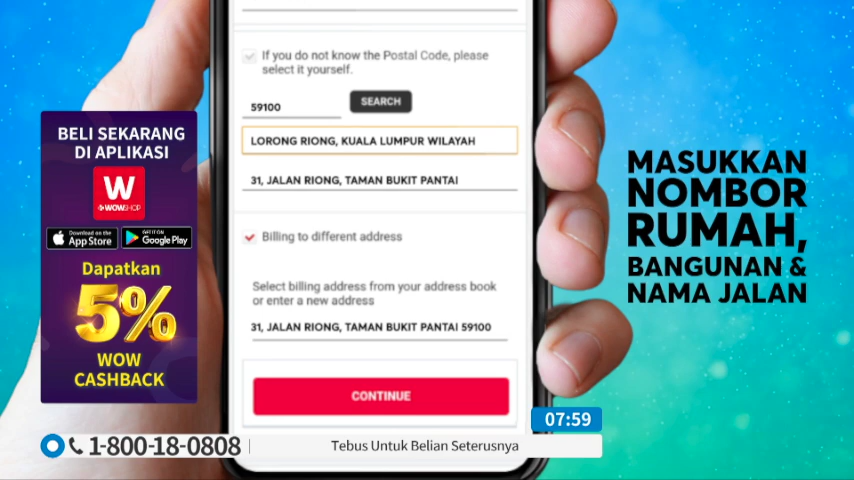 BELI SEKARANG
DI APLIKASI
W
WOWSHOP
Download on the
App Store
GET IT ON
Google Play
Dapatkan
5%
WOW
CASHBACK
If you do not know the Postal Code, please
select it yourself.
59100
SEARCH
LORONG RIONG, KUALA LUMPUR WILAYAH
31, JALAN RIONG, TAMAN BUKIT PANTAI
Billing to different address
Select billing address from your address book
or enter a new address
31, JALAN RIONG, TAMAN BUKIT PANTAI 59100
CONTINUE
MASUKKAN
NOMBOR
RUMAH,
BANGUNAN &
NAMA JALAN
07:59
1-800-18-0808
Tebus Untuk Belian Seterusnya